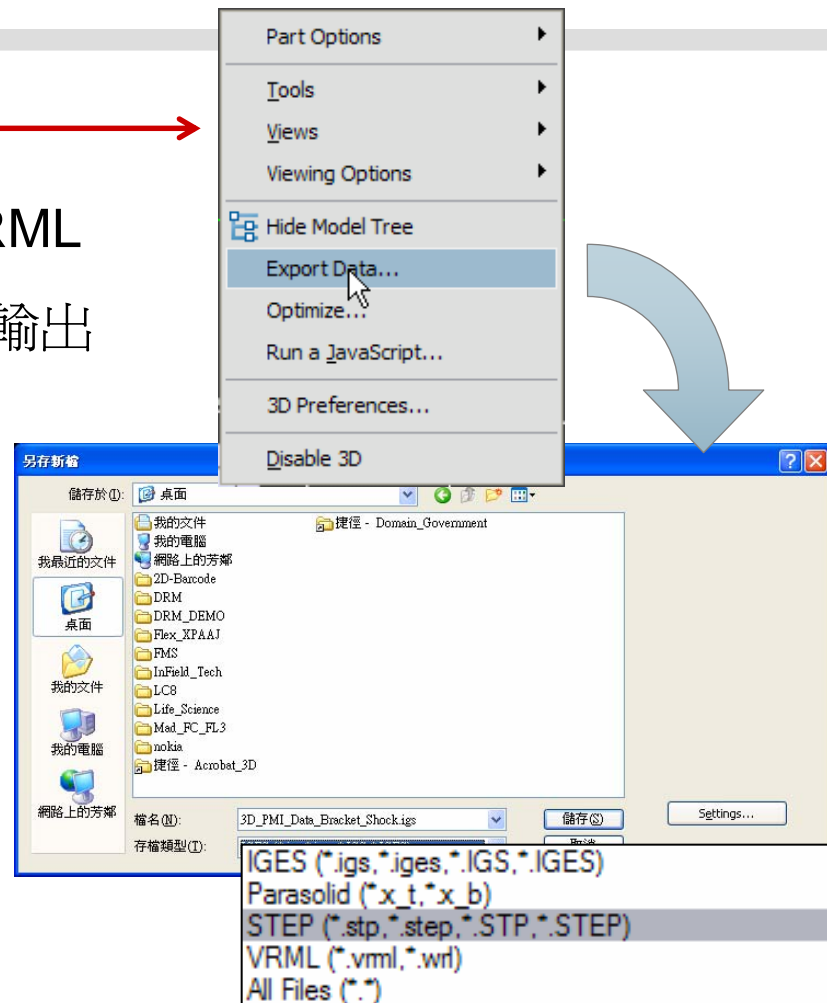 Part Options
Tools
Views
Viewing Options
RML
Hide Model Tree
Export Data...
輸出
Optimize...
Run a JavaScript...
3D Preferences...
Disable 3D
另存新檔
儲存於(I):
桌面
我最近的文件
桌面
我的文件
我的電腦
網路上的芳鄰
我的文件
我的電腦
網路上的芳鄰
2D-Barcode
DRM
DRM_DEMO
Flex_XPAAJ
FMS
InField_Tech
LC8
Life_Science
Mad_FC_FL3
nokia
捷徑 - Acrobat_3D
捷徑 - Domain_Government
檔名(N):
3D_PMI_Data_Bracket_Shock.igs
儲存(S)
Settings...
存檔類型(T):
IGES (*.igs,*.iges,*.IGS,*.IGES)
Parasolid (*.x_t,*.x_b)
STEP (*.stp,*.step,*.STP,*.STEP)
VRML (*.vrml,*.wrl)
All Files (*.*)